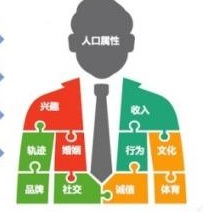 人口属性
兴趣
收入
轨迹 婚姻 行为 文化
品牌 社交 诚信 体育